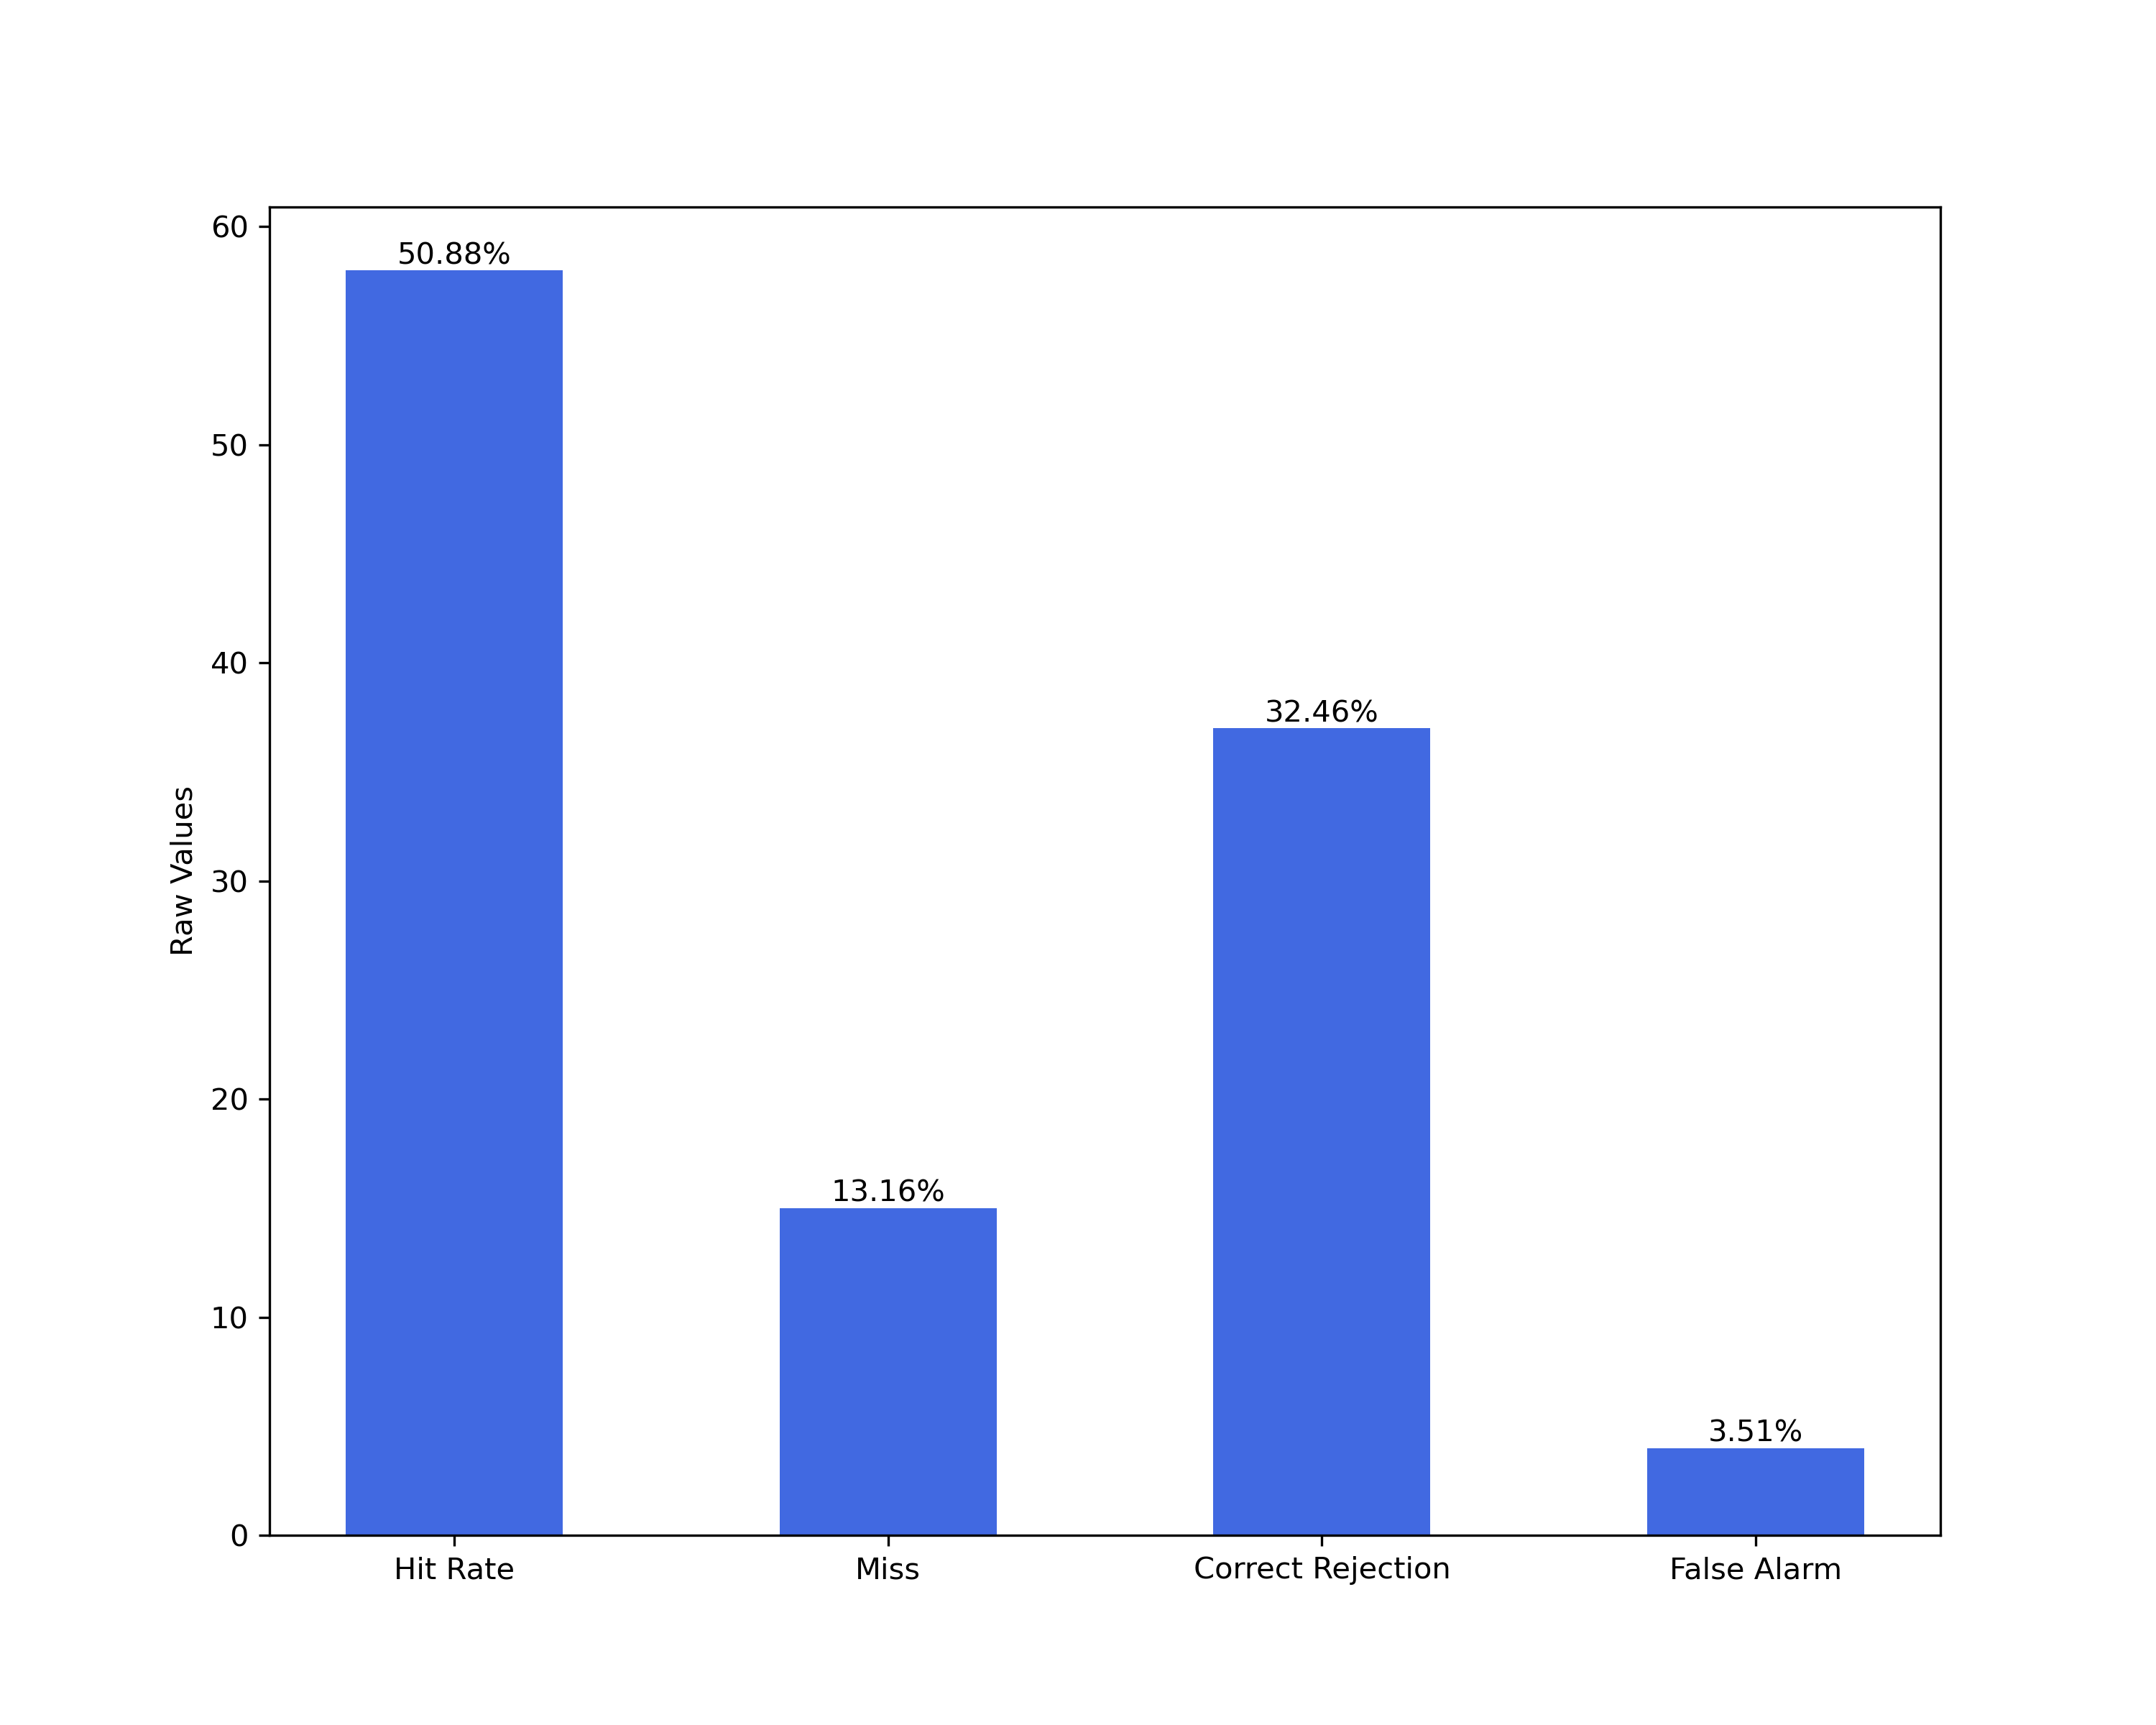 60
50
40
30
20
10
0
Raw Values
50.88%
13.16%
32.46%
3.51%
Hit Rate
Miss
Correct Rejection
False Alarm